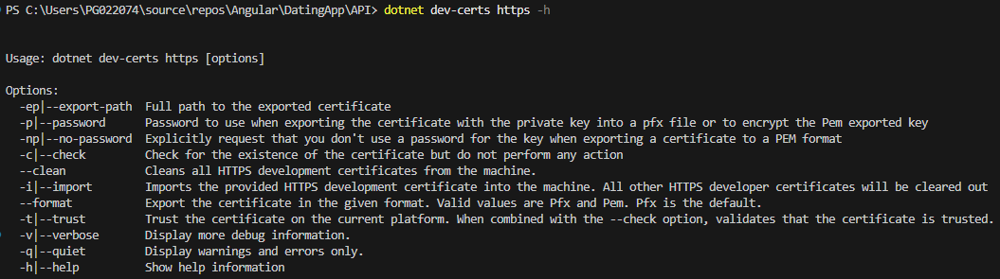 PS C:\Users\PG022074\source\repos\Angular\DatingApp\API> dotnet dev-certs https -h
Usage: dotnet dev-certs https [options]
Options:
-ep|--export-path  Full path to the exported certificate
-p|--password      Password to use when exporting the certificate with the private key into a pfx file or to encrypt the Pem exported key
-np|--no-password  Explicitly request that you don't use a password for the key when exporting a certificate to a PEM format
-c|--check         Check for the existence of the certificate but do not perform any action
--clean            Cleans all HTTPS development certificates from the machine.
-i|--import        Imports the provided HTTPS development certificate into the machine. All other HTTPS developer certificates will be cleared out
--format           Export the certificate in the given format. Valid values are Pfx and Pem. Pfx is the default.
-t|--trust         Trust the certificate on the current platform. When combined with the --check option, validates that the certificate is trusted.
-v|--verbose       Display more debug information.
-q|--quiet         Display warnings and errors only.
-h|--help          Show help information